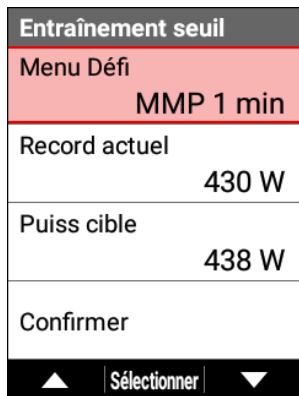 Entraînement seuil
Menu Défi
MMP 1 min
Record actuel
430 W
Puiss cible
438 W
Confirmer
Sélectionner